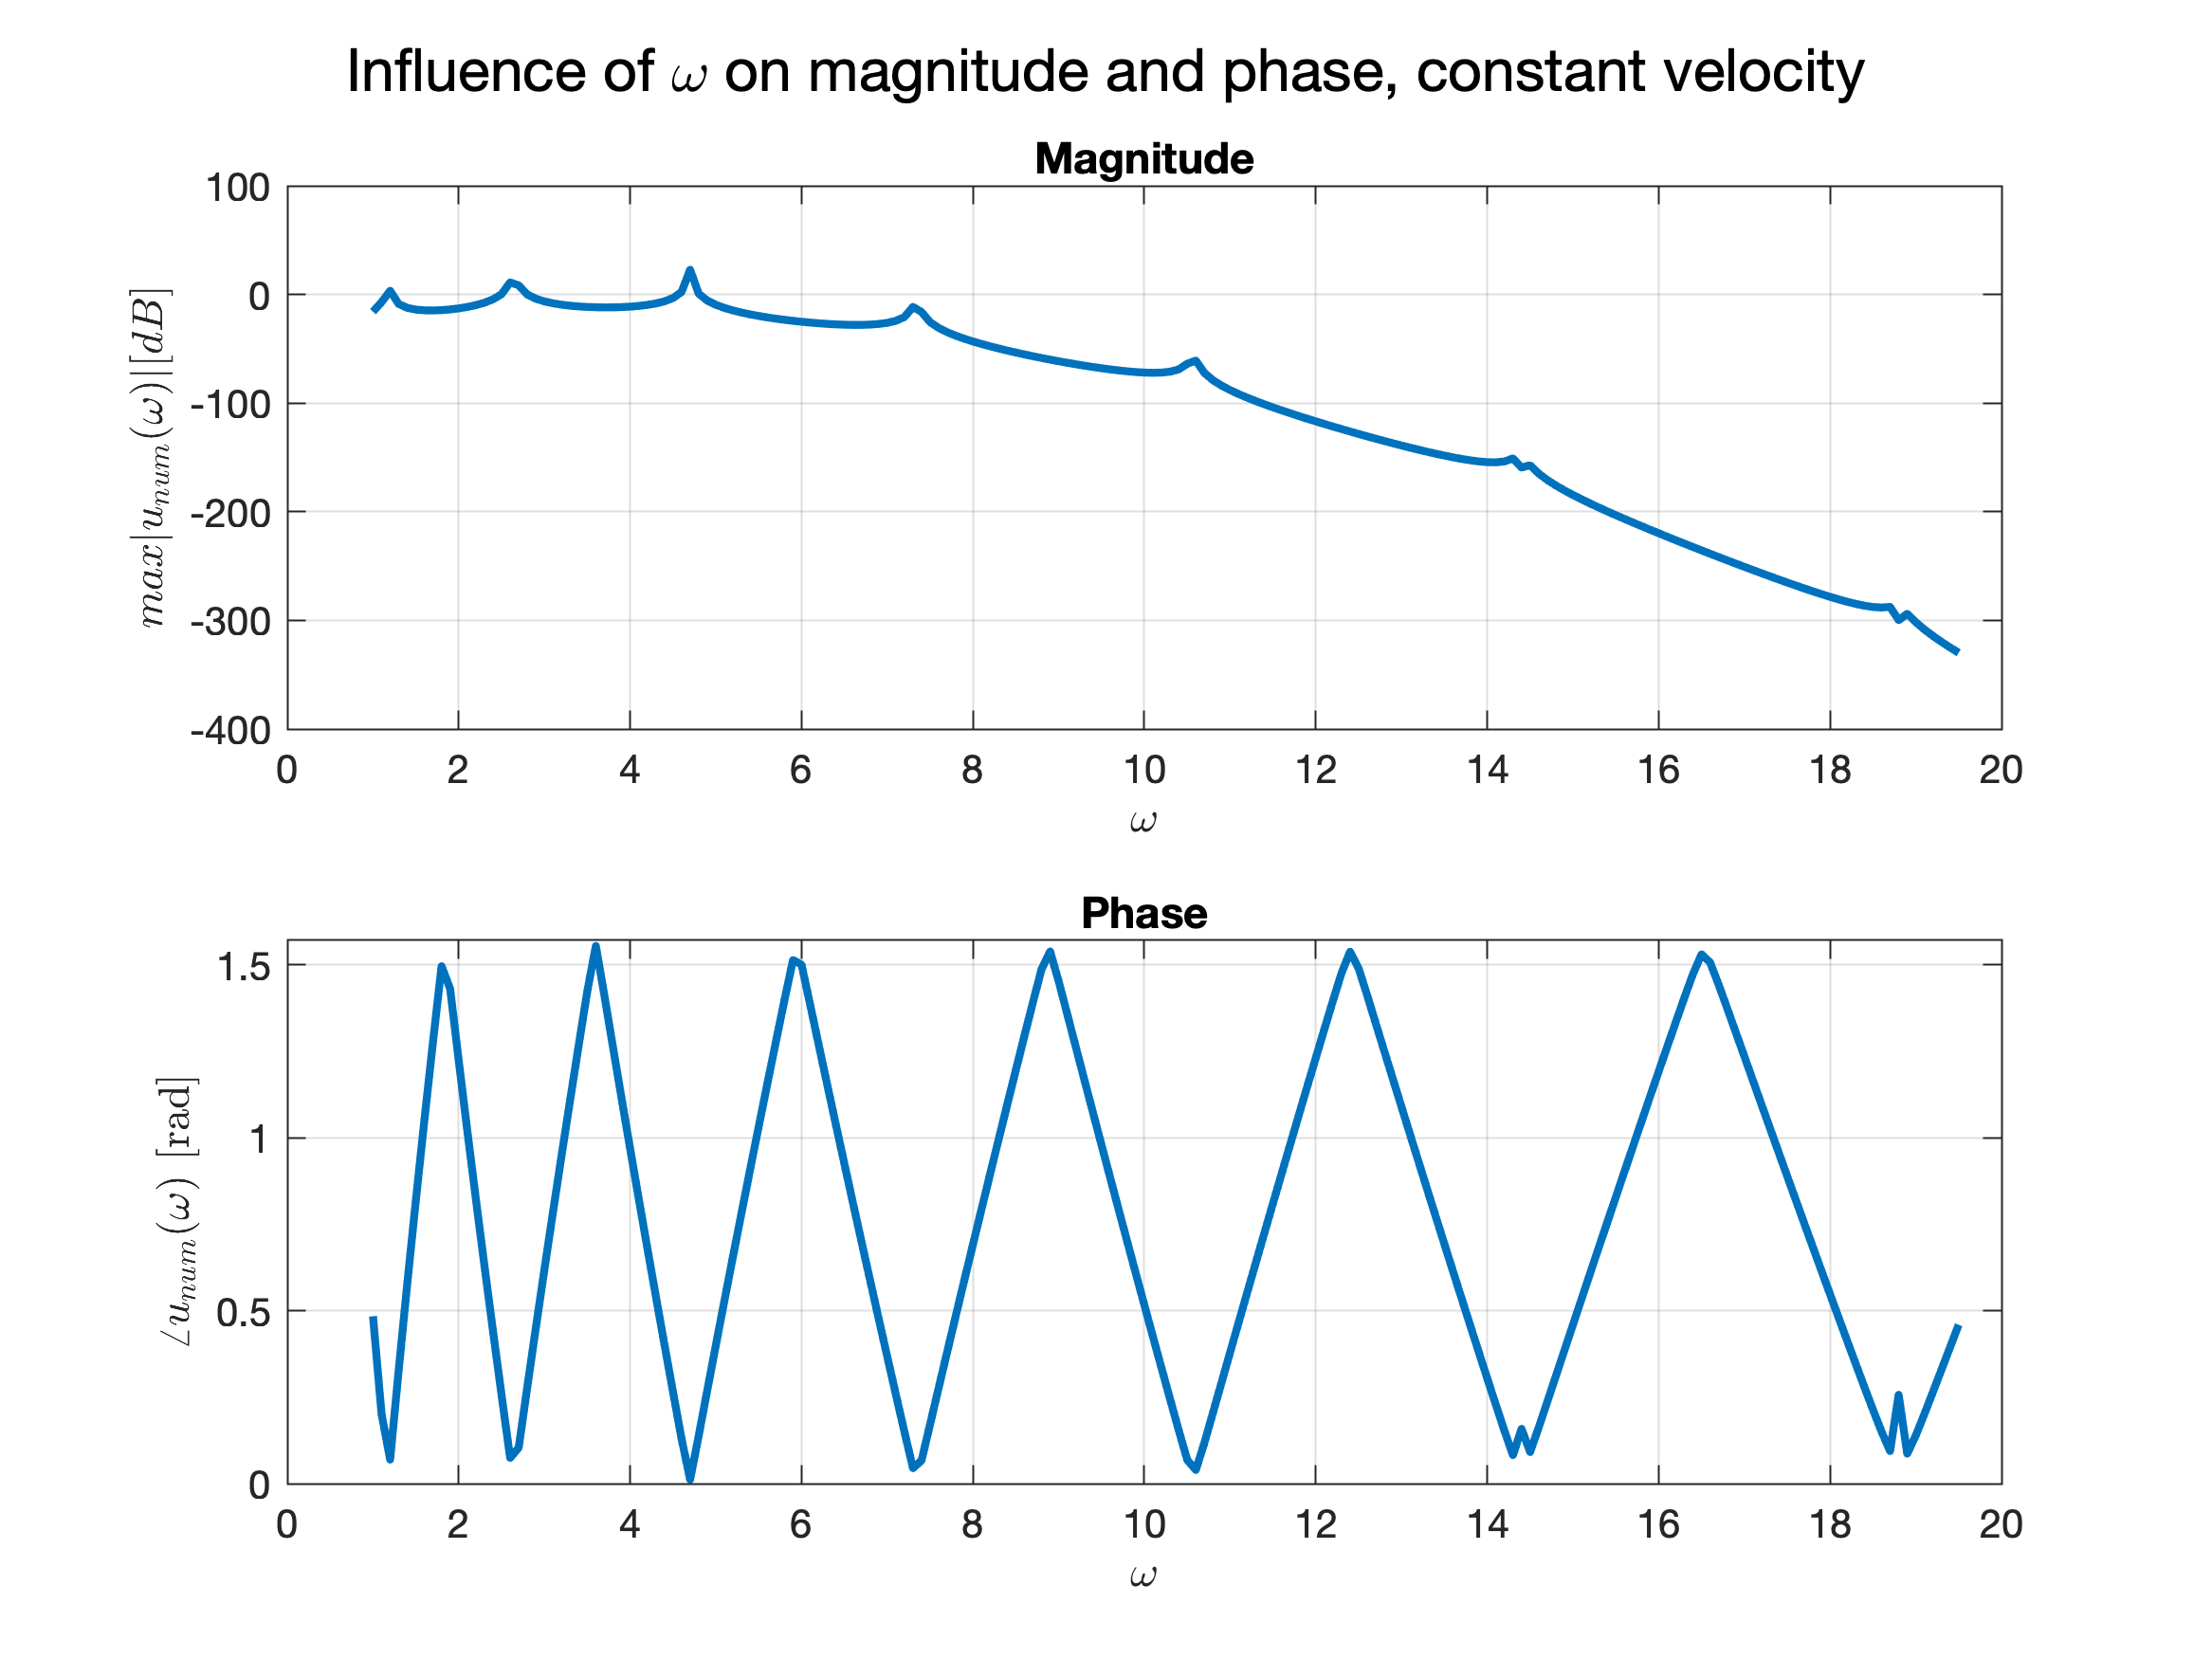 Influence of ω on magnitude and phase, constant velocity
Magnitude
max|u_num(ω)|[dB]
100
0
-100
-200
-300
-400
0 2 4 6 8 10 12 14 16 18 20
ω
Phase
∠u_num(ω) [rad]
1.5
1
0.5
0
0 2 4 6 8 10 12 14 16 18 20
ω